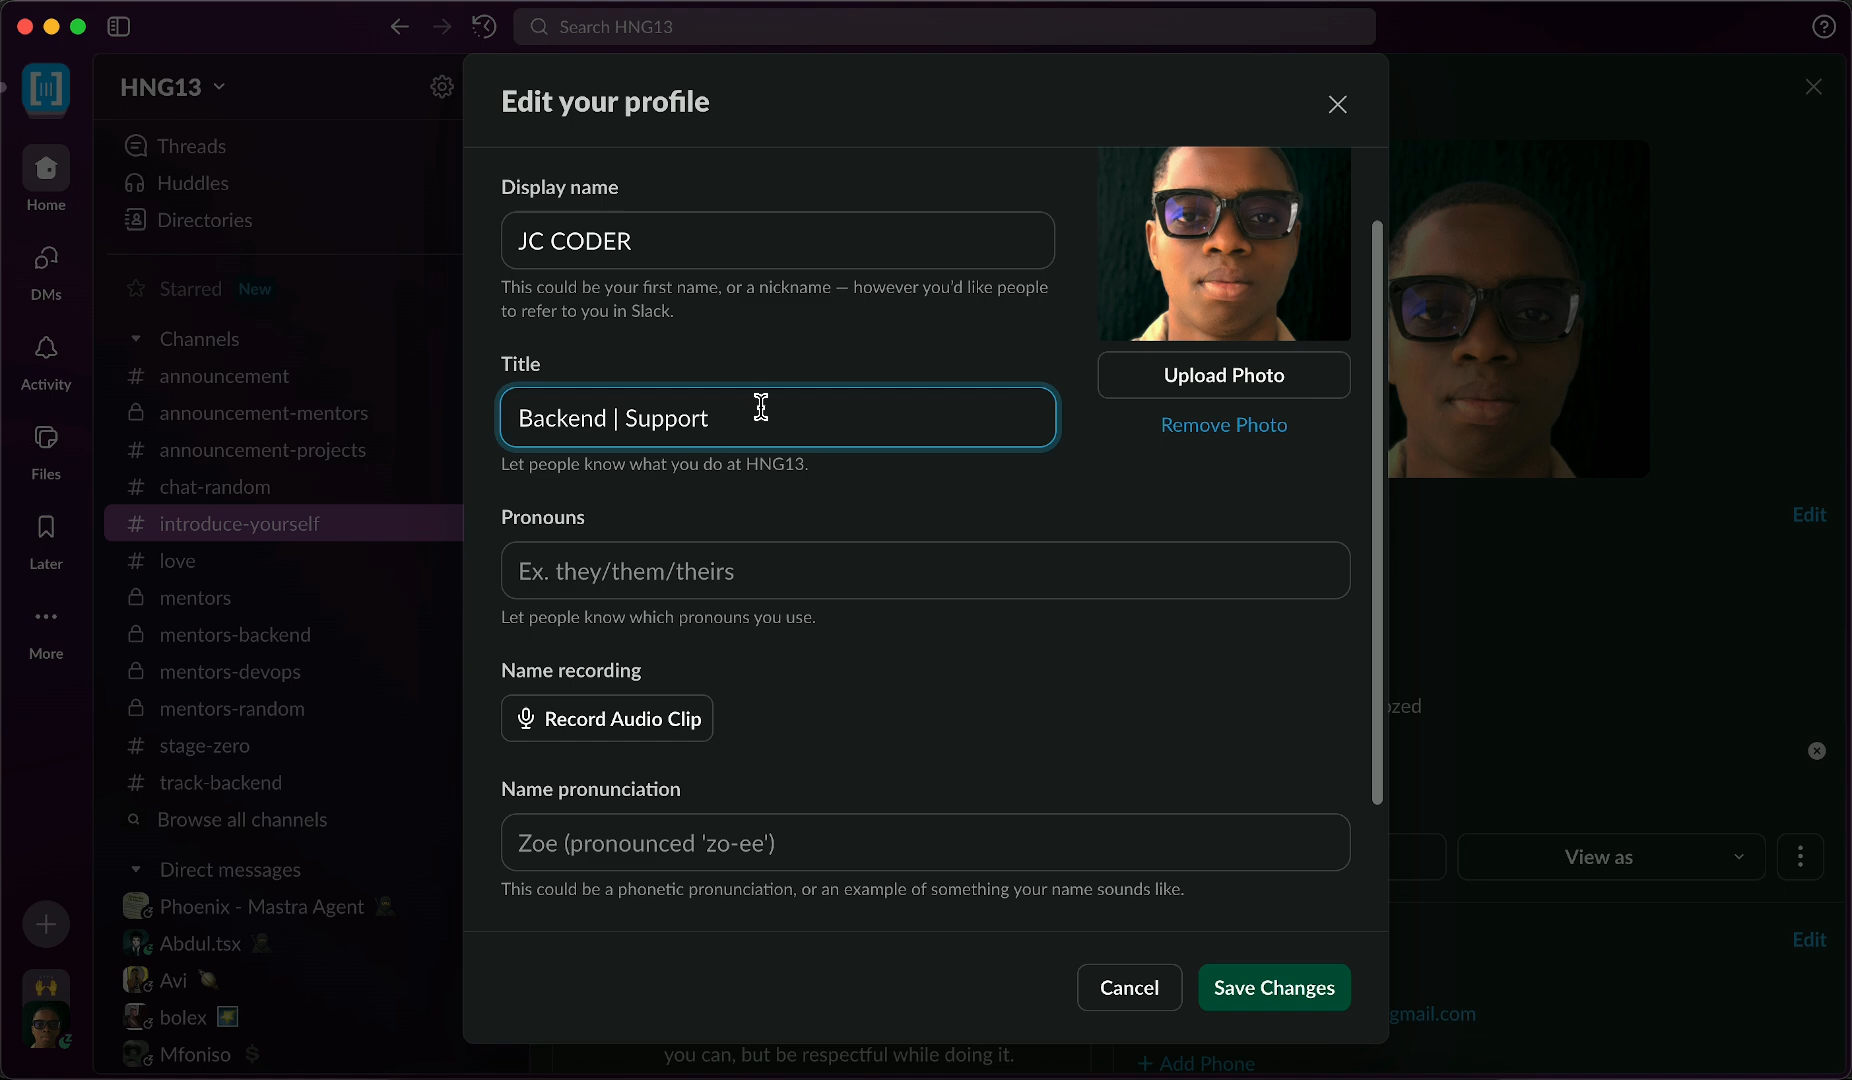 Search HNG13
HNG13
Home
DMs
Activity
Files
Later
More
Threads
Huddles
Directories
Starred New
Channels
# announcement
announcement-mentors
# announcement-projects
# chat-random
# introduce-yourself
# love
mentors
mentors-backend
mentors-devops
mentors-random
# stage-zero
# track-backend
Browse all channels
Direct messages
Phoenix - Mastra Agent
Abdul.tsx
Avi
bolex
Mfoniso
Edit your profile
Display name
JC CODER
This could be your first name, or a nickname — however you'd like people
to refer to you in Slack.
Title
Backend | Support
Let people know what you do at HNG13.
Upload Photo
Remove Photo
Pronouns
Ex. they/them/theirs
Let people know which pronouns you use.
Name recording
Record Audio Clip
Name pronunciation
Zoe (pronounced 'zo-ee')
This could be a phonetic pronunciation, or an example of something your name sounds like.
Cancel
Save Changes
you can, but be respectful while doing it.
Edit
ozed
View as
Edit
gmail.com
+ Add Phone